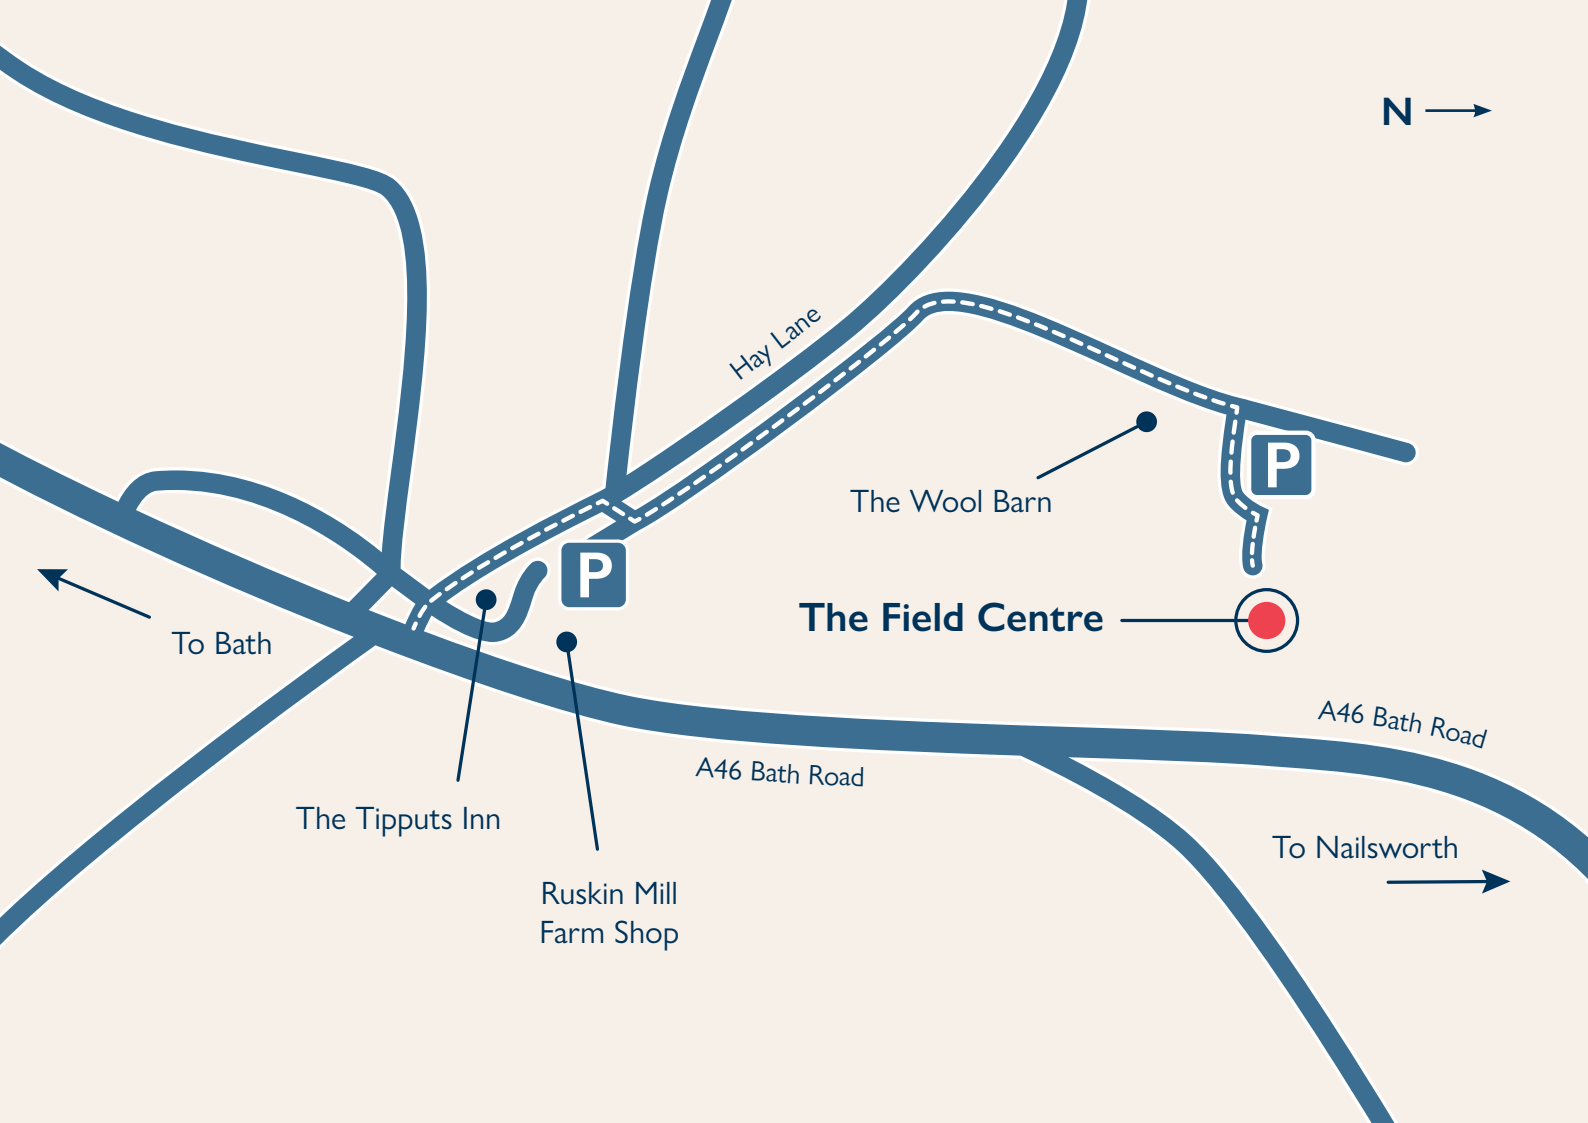 N
Hay Lane
P
The Wool Barn
P
The Field Centre
To Bath
A46 Bath Road
A46 Bath Road
The Tipputs Inn
To Nailsworth
Ruskin Mill
Farm Shop